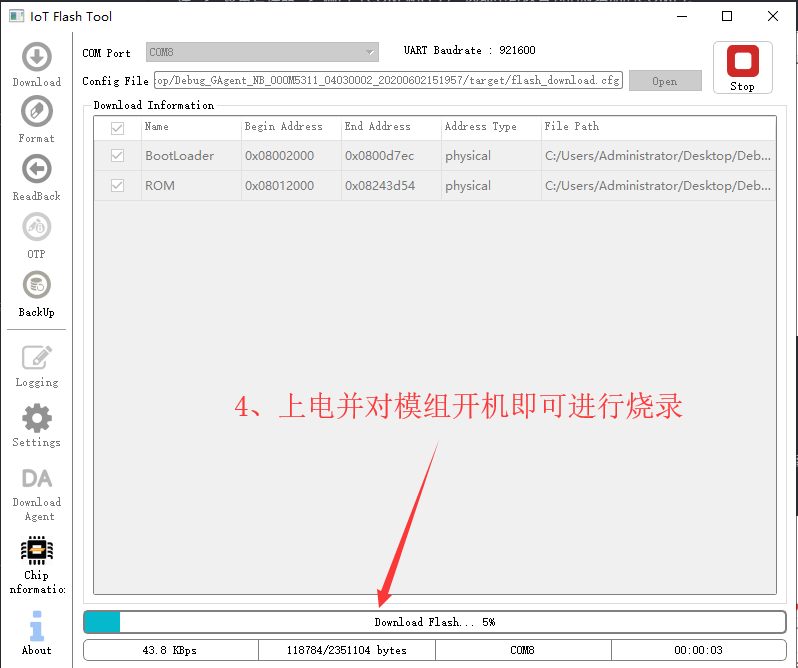 IoT Flash Tool
Download
Format
ReadBack
OTP
BackUp
Logging
Settings
DA
Download
Agent
Chip
nformatio
About
COM Port COM8 UART Baudrate : 921600
Config File op/Debug_GAgent_NB_000M5311_04030002_20200602151957/target/flash_download.cfg Open
Stop
Download Information
Name Begin Address End Address Address Type File Path
BootLoader 0x08002000 0x0800d7ec physical C:/Users/Administrator/Desktop/Deb...
ROM 0x08012000 0x08243d54 physical C:/Users/Administrator/Desktop/Deb...
4、上电并对模组开机即可进行烧录
Download Flash... 5%
43.8 KBps 118784/2351104 bytes COM8 00:00:03